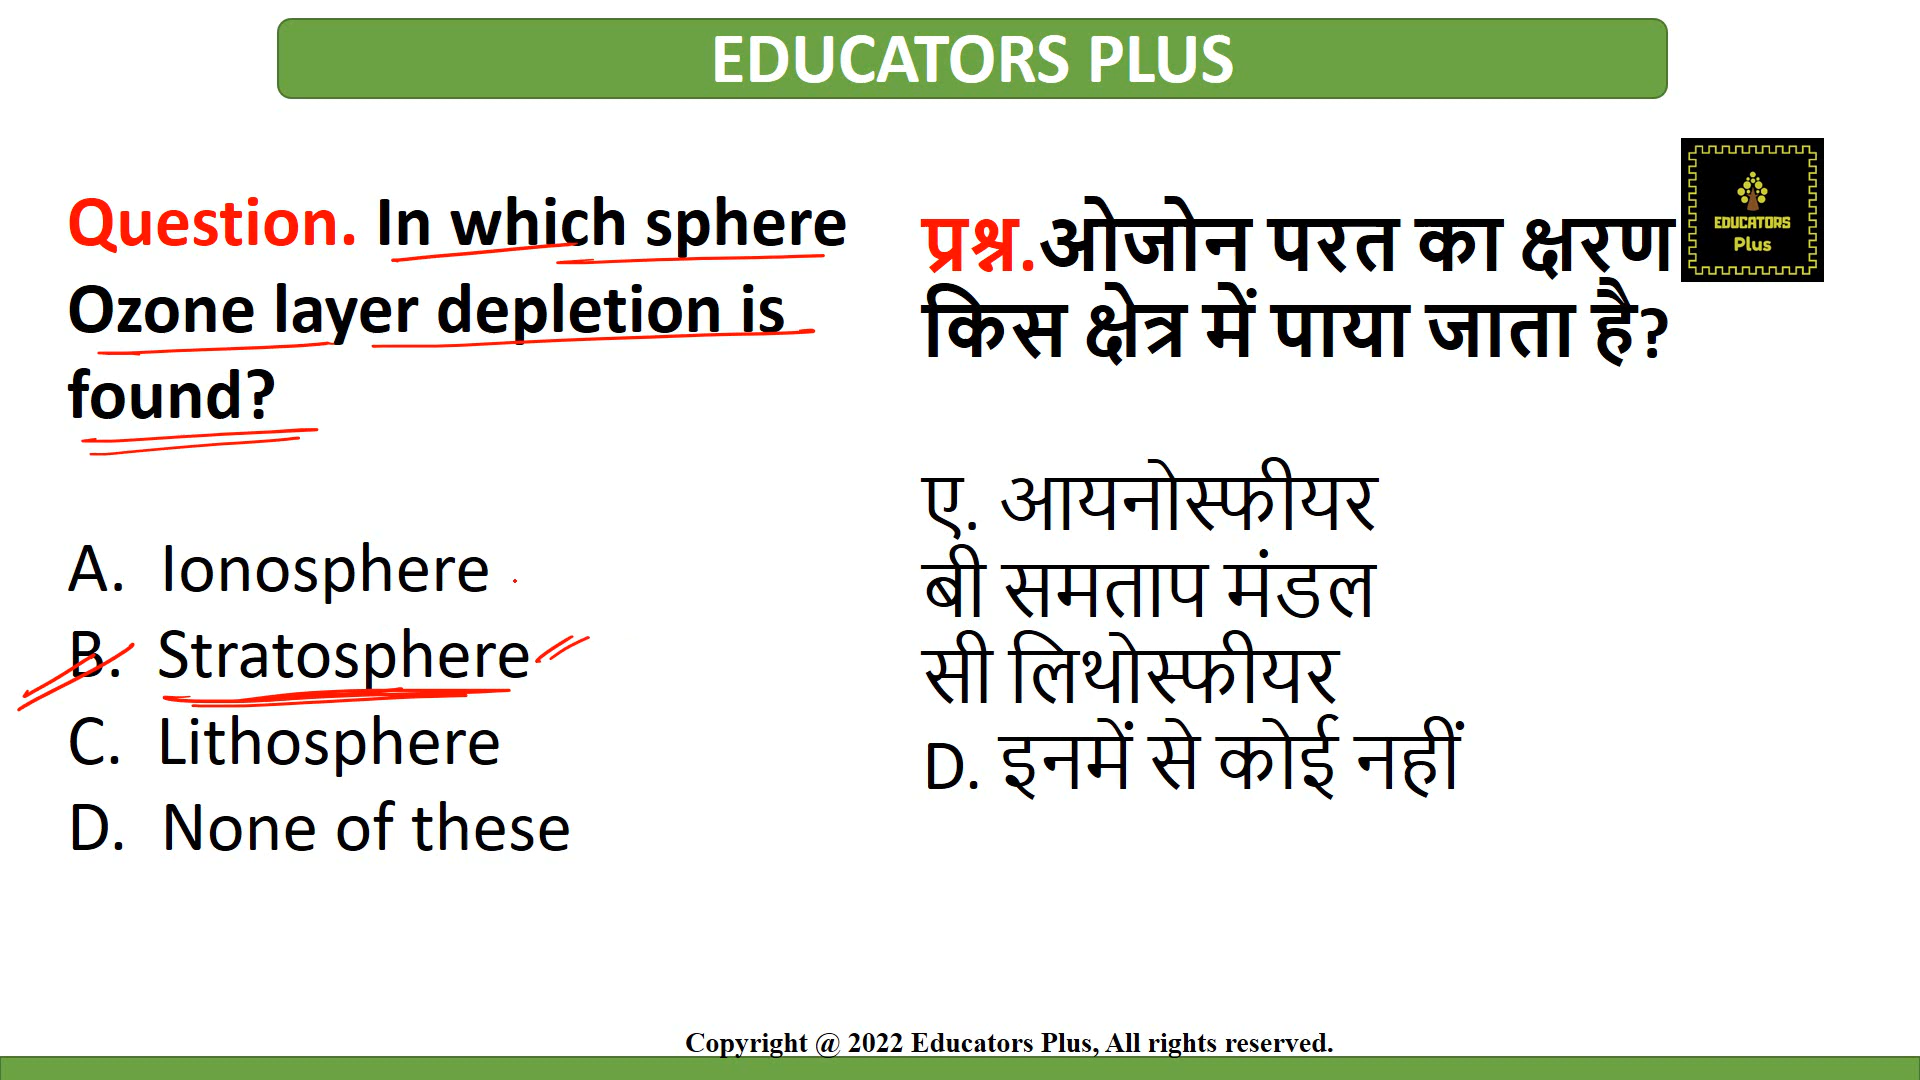 EDUCATORS PLUS
Question. In which sphere
Ozone layer depletion is
found?
A. Ionosphere
B. Stratosphere
C. Lithosphere
D. None of these
प्रश्न.ओजोन परत का क्षरण
किस क्षेत्र में पाया जाता है?
ए. आयनोस्फीयर
बी समताप मंडल
सी लिथोस्फीयर
D. इनमें से कोई नहीं
EDUCATORS
Plus
Copyright @ 2022 Educators Plus, All rights reserved.